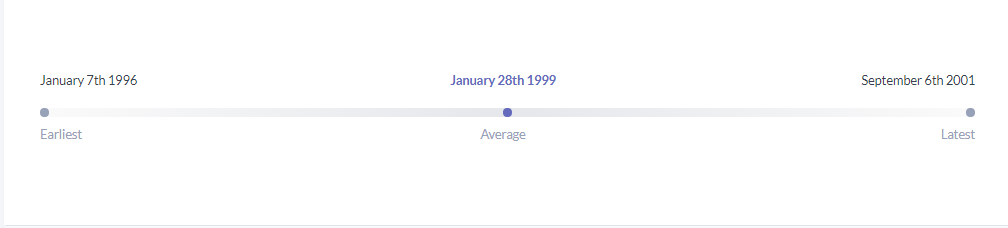 January 7th 1996 January 28th 1999 September 6th 2001
Earliest Average Latest